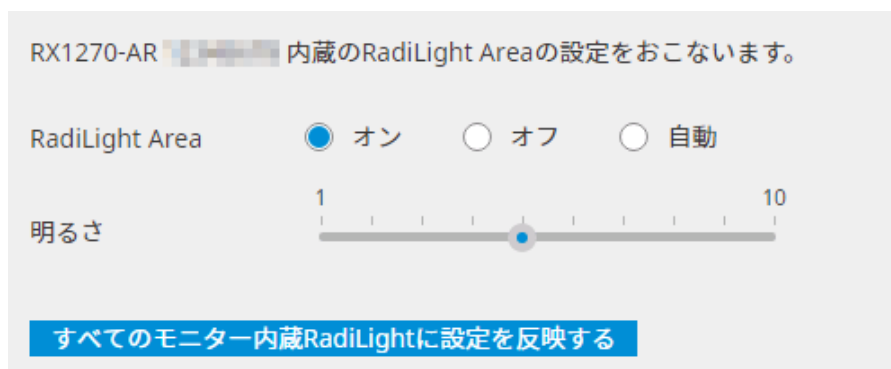 RX1270-AR 内蔵のRadiLight Areaの設定をおこないます。
RadiLight Area オン オフ 自動
1 10
明るさ
すべてのモニター内蔵RadiLightに設定を反映する